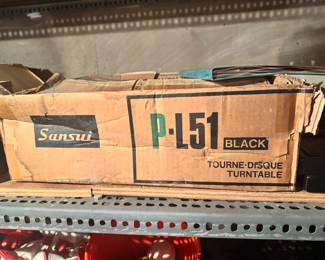 Sansui
P-L51
BLACK
TOURNE-DISQUE
TURNTABLE